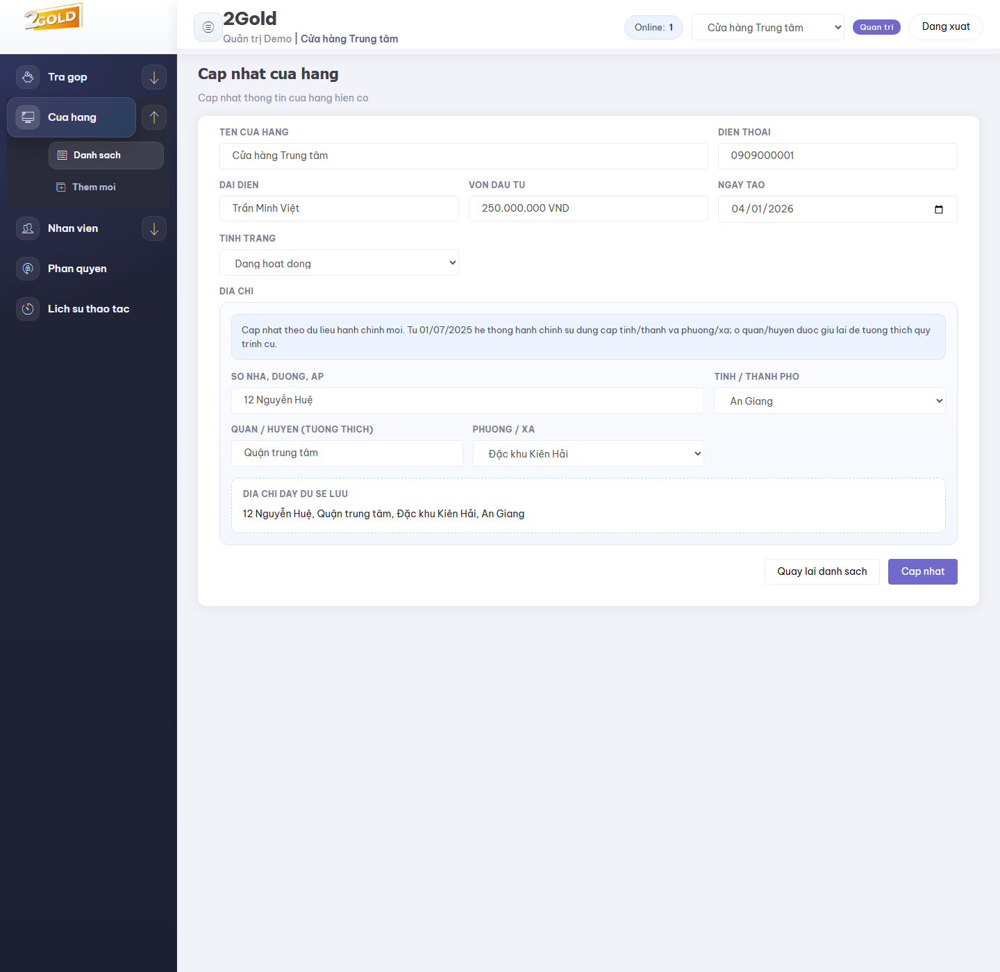 2GOLD
2Gold
Quản trị Demo | Cửa hàng Trung tâm
Online: 1
Cửa hàng Trung tâm
Quan tri
Dang xuat
Tra gop
Cua hang
Danh sach
Them moi
Nhan vien
Phan quyen
Lich su thao tac
Cap nhat cua hang
Cap nhat thong tin cua hang hien co
TEN CUA HANG
DIEN THOAI
Cửa hàng Trung tâm
0909000001
DAI DIEN
VON DAU TU
NGAY TAO
Trần Minh Việt
250.000.000 VND
04/01/2026
TINH TRANG
Dang hoat dong
DIA CHI
Cap nhat theo du lieu hanh chinh moi. Tu 01/07/2025 he thong hanh chinh su dung cap tinh/thanh va phuong/xa; o quan/huyen duoc giu lai de tuong thich quy
trinh cu.
SO NHA, DUONG, AP
TINH / THANH PHO
12 Nguyễn Huệ
An Giang
QUAN / HUYEN (TUONG THICH)
PHUONG / XA
Quận trung tâm
Đặc khu Kiên Hải
DIA CHI DAY DU SE LUU
12 Nguyễn Huệ, Quận trung tâm, Đặc khu Kiên Hải, An Giang
Quay lai danh sach
Cap nhat